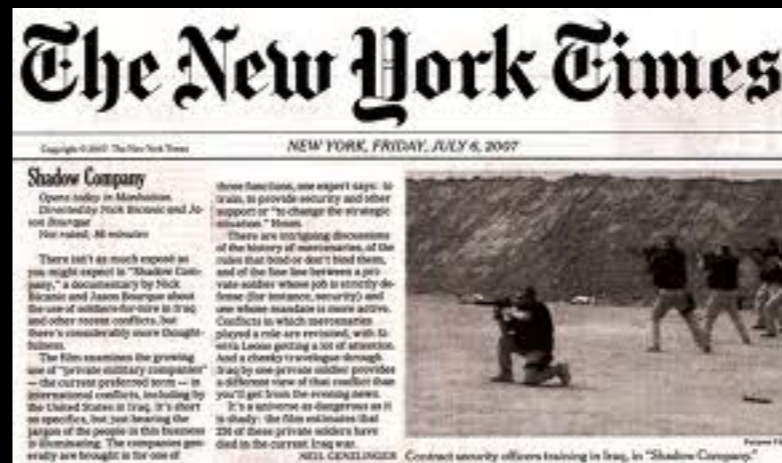 The New York Times
Copyright © 2007 The New York Times
NEW YORK, FRIDAY, JULY 6, 2007
Shadow Company
Opens today in Manhattan.
Directed by Nick Bicanic and Ja-
son Bourque
Not rated, 86 minutes
There isn't as much exposé as
you might expect in "Shadow Com-
pany," a documentary by Nick
Bicanic and Jason Bourque about
the use of soldiers-for-hire in Iraq
and other recent conflicts, but
there's considerably more thought-
fulness.
The film examines the growing
use of "private military companies"
— the current preferred term — in
international conflicts, including by
the United States in Iraq. It's short
on specifics, but just hearing the
jargon of the people in this business
is illuminating. The companies gen-
erally are brought in for one of
three functions, one expert says: to
train, to provide security and other
support or "to change the strategic
situation." Hmmm.
There are intriguing discussions
of the history of mercenaries, of the
rules that bind or don't bind them,
and of the fine line between a pri-
vate soldier whose job is strictly de-
fense (for instance, security) and
one whose mandate is more active.
Conflicts in which mercenaries
played a role are revisited, with Si-
erra Leone getting a lot of attention.
And a cheeky travelogue through
Iraq by one private soldier provides
a different view of that conflict than
you'll get from the evening news.
It's a universe as dangerous as it
is shady: the film estimates that
of these private soldiers have
died in the current Iraq war.
NEIL GENZLINGER
Contract security officers training in Iraq, in "Shadow Company."